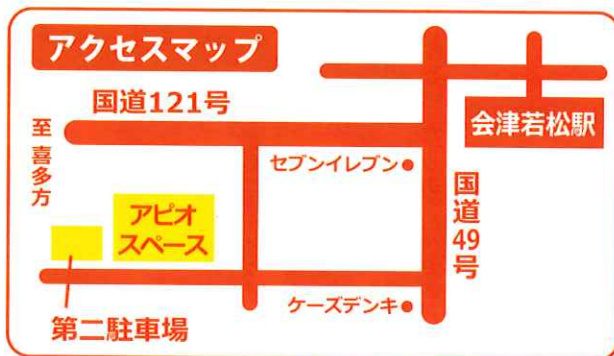 アクセスマップ
国道121号
至 喜多方
会津若松駅
セブンイレブン
国道49号
アピオ
スペース
ケーズデンキ
第二駐車場